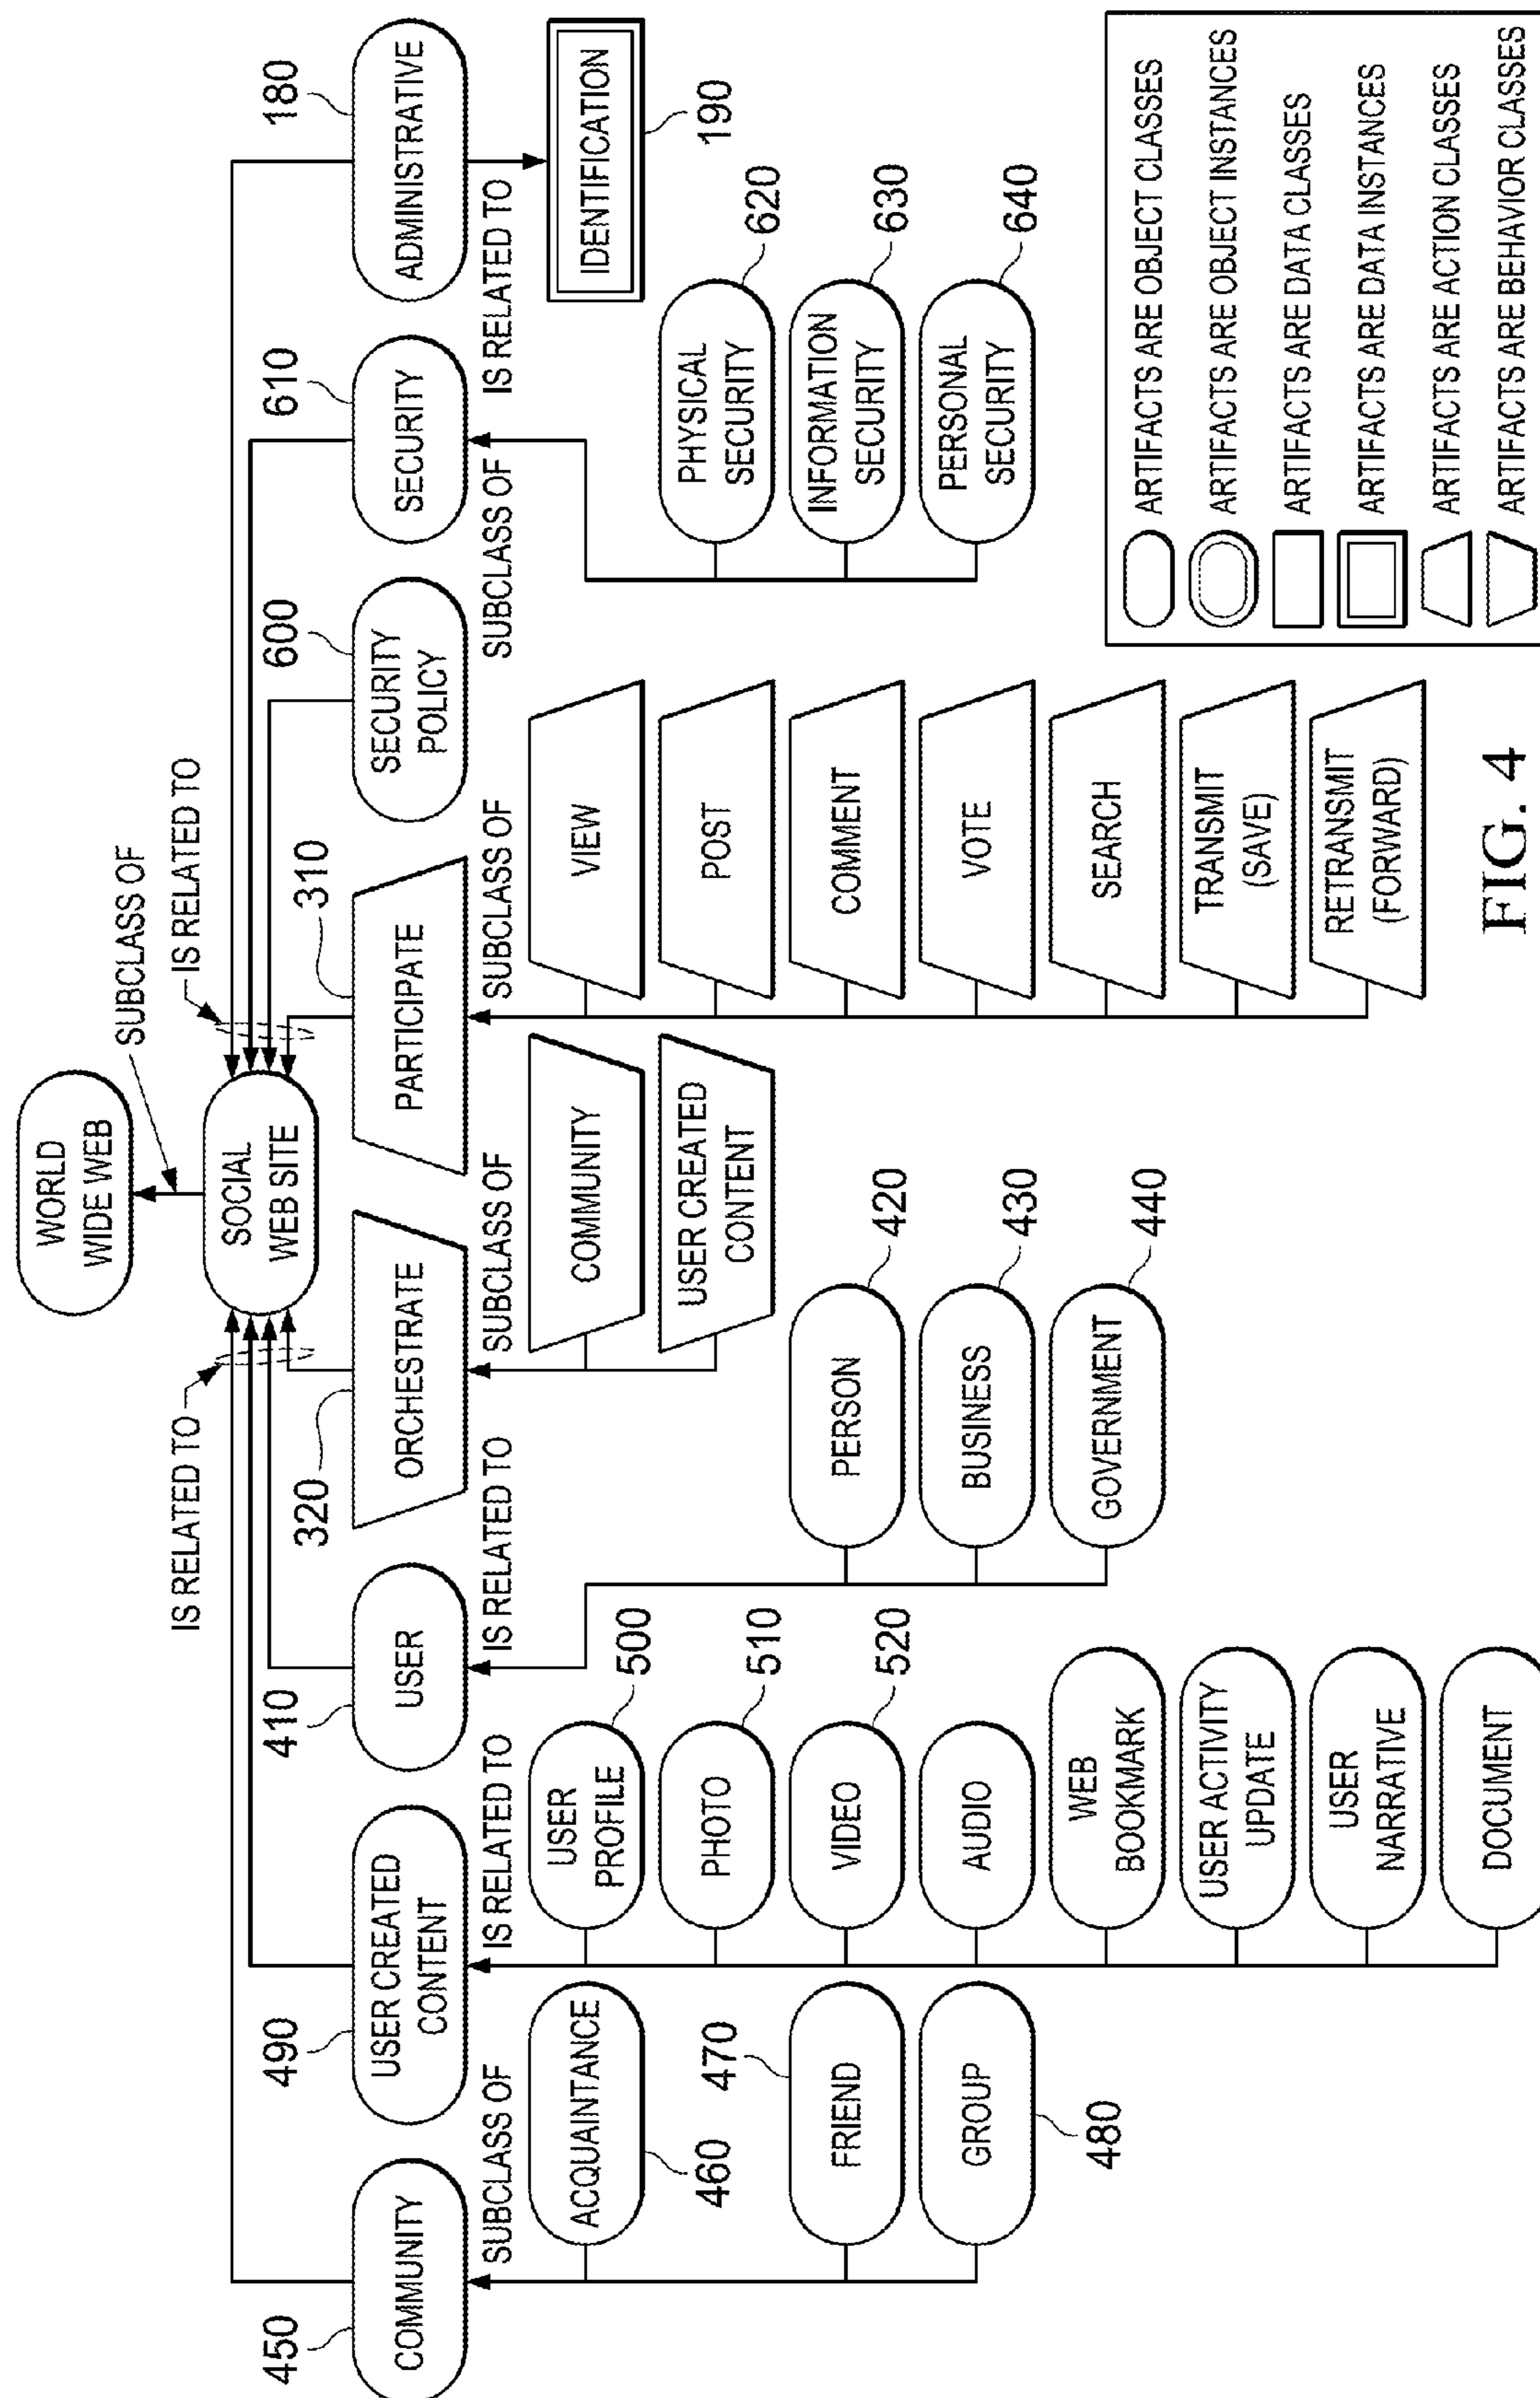 WORLD
WIDE WEB
SUBCLASS OF
IS RELATED TO
SOCIAL
WEB SITE
IS RELATED TO
450
COMMUNITY
SUBCLASS OF
ACQUAINTANCE
460
470
FRIEND
GROUP
480
490
USER CREATED
CONTENT
IS RELATED TO
USER
PROFILE
500
PHOTO
510
VIDEO
520
AUDIO
WEB
BOOKMARK
USER ACTIVITY
UPDATE
USER
NARRATIVE
DOCUMENT
410
USER
IS RELATED TO
PERSON
420
BUSINESS
430
GOVERNMENT
440
320
ORCHESTRATE
SUBCLASS OF
COMMUNITY
USER CREATED
CONTENT
310
PARTICIPATE
SUBCLASS OF
VIEW
POST
COMMENT
VOTE
SEARCH
TRANSMIT
(SAVE)
RETRANSMIT
(FORWARD)
600
SECURITY
POLICY
610
SECURITY
SUBCLASS OF
PHYSICAL
SECURITY
620
INFORMATION
SECURITY
630
PERSONAL
SECURITY
640
180
ADMINISTRATIVE
IS RELATED TO
IDENTIFICATION
190
ARTIFACTS ARE OBJECT CLASSES
ARTIFACTS ARE OBJECT INSTANCES
ARTIFACTS ARE DATA CLASSES
ARTIFACTS ARE DATA INSTANCES
ARTIFACTS ARE ACTION CLASSES
ARTIFACTS ARE BEHAVIOR CLASSES
FIG. 4